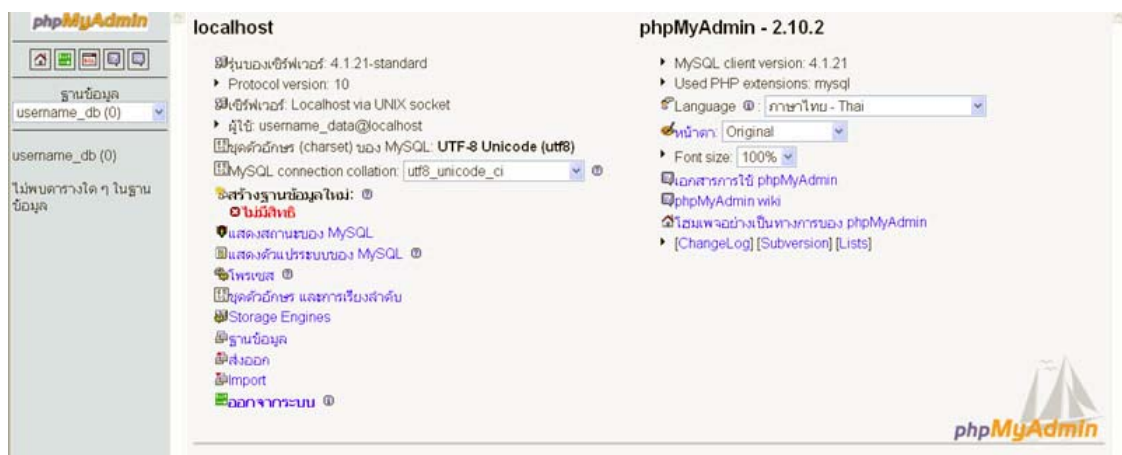 phpMyAdmin
ฐานข้อมูล
username_db (0)
username_db (0)
ไม่พบตารางใด ๆ ในฐาน
ข้อมูล
localhost
รุ่นของเซิร์ฟเวอร์: 4.1.21-standard
Protocol version: 10
เซิร์ฟเวอร์: Localhost via UNIX socket
ผู้ใช้: username_data@localhost
ชุดตัวอักษร (charset) ของ MySQL: UTF-8 Unicode (utf8)
MySQL connection collation: utf8_unicode_ci
สร้างฐานข้อมูลใหม่:
ไม่มีสิทธิ
แสดงสถานะของ MySQL
แสดงตัวแปรระบบของ MySQL
โพรเซส
ชุดตัวอักษร และการเรียงลำดับ
Storage Engines
ฐานข้อมูล
ส่งออก
Import
ออกจากระบบ
phpMyAdmin - 2.10.2
MySQL client version: 4.1.21
Used PHP extensions: mysql
Language : ภาษาไทย - Thai
หน้าตา: Original
Font size: 100%
เอกสารการใช้ phpMyAdmin
phpMyAdmin wiki
โฮมเพจอย่างเป็นทางการของ phpMyAdmin
[ChangeLog] [Subversion] [Lists]
phpMyAdmin